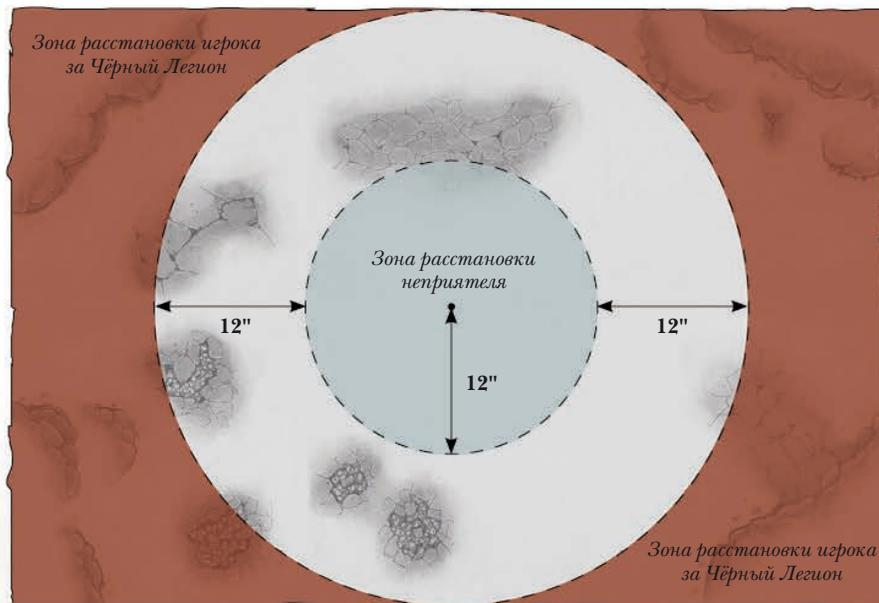 Зона расстановки игрока
за Чёрный Легион
Зона расстановки
неприятеля
12"
12"
12"
Зона расстановки игрока
за Чёрный Легион